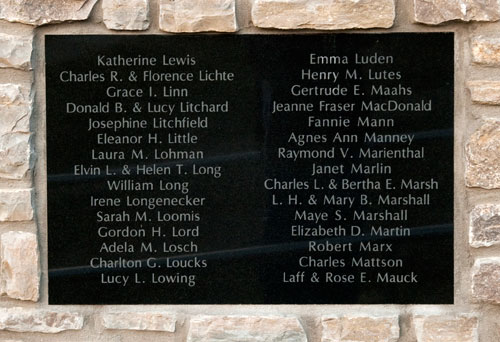 Katherine Lewis
Charles R. & Florence Lichte
Grace I. Linn
Donald B. & Lucy Litchard
Josephine Litchfield
Eleanor H. Little
Laura M. Lohman
Elvin L. & Helen T. Long
William Long
Irene Longenecker
Sarah M. Loomis
Gordon H. Lord
Adela M. Losch
Charlton G. Loucks
Lucy L. Lowing
Emma Luden
Henry M. Lutes
Gertrude E. Maahs
Jeanne Fraser MacDonald
Fannie Mann
Agnes Ann Manney
Raymond V. Marienthal
Janet Marlin
Charles L. & Bertha E. Marsh
L. H. & Mary B. Marshall
Maye S. Marshall
Elizabeth D. Martin
Robert Marx
Charles Mattson
Laff & Rose E. Mauck